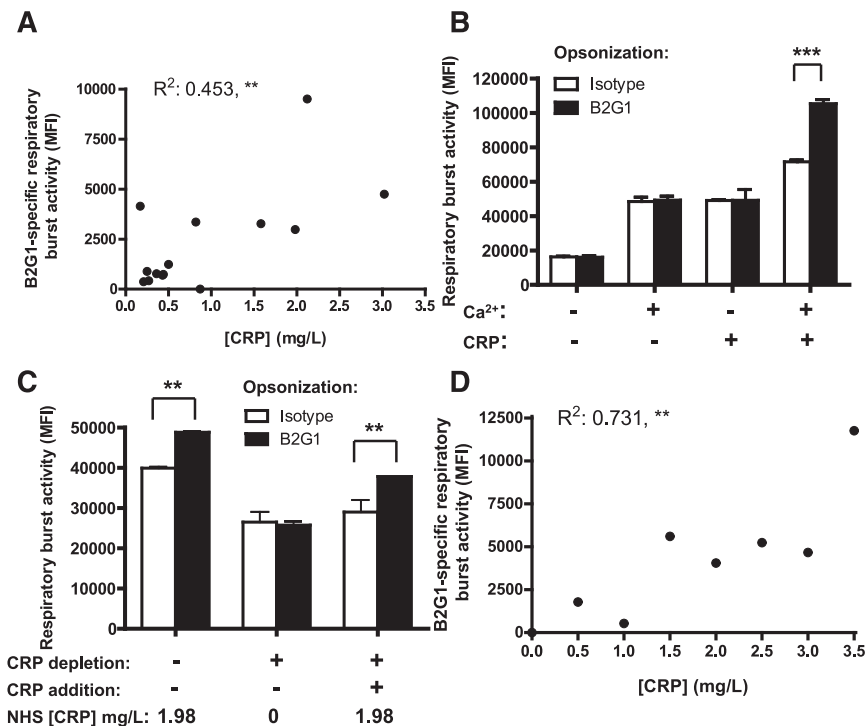 A
R²: 0.453, **
B2G1-specific respiratory
burst activity (MFI)
10000
7500
5000
2500
0
0.0 0.5 1.0 1.5 2.0 2.5 3.0 3.5
[CRP] (mg/L)
B
Opsonization:
Isotype
B2G1
***
Respiratory burst activity (MFI)
120000
100000
80000
60000
40000
20000
0
Ca²⁺: - + - +
CRP: - - + +
C
Opsonization:
Isotype
B2G1
**
**
Respiratory burst activity (MFI)
50000
40000
30000
20000
10000
0
CRP depletion: - + +
CRP addition: - - +
NHS [CRP] mg/L: 1.98 0 1.98
D
R²: 0.731, **
B2G1-specific respiratory
burst activity (MFI)
12500
10000
7500
5000
2500
0
0.0 0.5 1.0 1.5 2.0 2.5 3.0 3.5
[CRP] (mg/L)